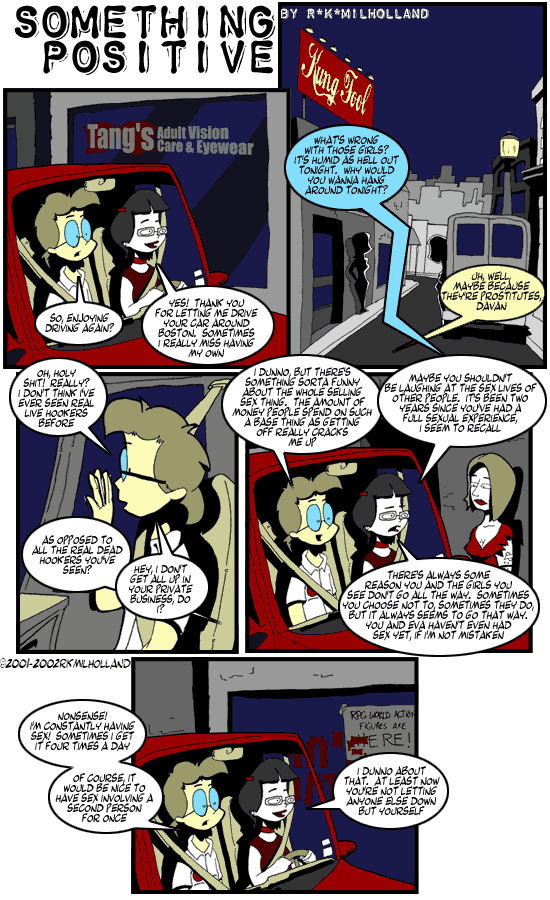 SOMETHING
POSITIVE
BY R*K*MILHOLLAND
Tang's Adult Vision
Care & Eyewear
SO, ENJOYING
DRIVING AGAIN?
YES! THANK YOU
FOR LETTING ME DRIVE
YOUR CAR AROUND
BOSTON. SOMETIMES
I REALLY MISS HAVING
MY OWN
Kung Fool
WHAT'S WRONG
WITH THOSE GIRLS?
IT'S HUMID AS HELL OUT
TONIGHT. WHY WOULD
YOU WANNA HANG
AROUND TONIGHT?
UH, WELL,
MAYBE BECAUSE
THEY'RE PROSTITUTES,
DAVAN
OH, HOLY
SHIT! REALLY?
I DON'T THINK I'VE
EVER SEEN REAL
LIVE HOOKERS
BEFORE
AS OPPOSED TO
ALL THE REAL DEAD
HOOKERS YOU'VE
SEEN?
HEY, I DON'T
GET ALL UP IN
YOUR PRIVATE
BUSINESS, DO
I?
I DUNNO, BUT THERE'S
SOMETHING SORTA FUNNY
ABOUT THE WHOLE SELLING
SEX THING. THE AMOUNT OF
MONEY PEOPLE SPEND ON SUCH
A BASE THING AS GETTING
OFF REALLY CRACKS
ME UP
MAYBE YOU SHOULDN'T
BE LAUGHING AT THE SEX LIVES OF
OTHER PEOPLE. IT'S BEEN TWO
YEARS SINCE YOU'VE HAD A
FULL SEXUAL EXPERIENCE,
I SEEM TO RECALL
THERE'S ALWAYS SOME
REASON YOU AND THE GIRLS YOU
SEE DON'T GO ALL THE WAY. SOMETIMES
YOU CHOOSE NOT TO, SOMETIMES THEY DO,
BUT IT ALWAYS SEEMS TO GO THAT WAY.
YOU AND EVA HAVEN'T EVEN HAD
SEX YET, IF I'M NOT MISTAKEN
©2001-2002RKMILHOLLAND
NONSENSE!
I'M CONSTANTLY HAVING
SEX! SOMETIMES I GET
IT FOUR TIMES A DAY
OF COURSE, IT
WOULD BE NICE TO
HAVE SEX INVOLVING A
SECOND PERSON
FOR ONCE
RPG WORLD ACTION
FIGURES ARE
HERE!
I DUNNO ABOUT
THAT. AT LEAST NOW
YOU'RE NOT LETTING
ANYONE ELSE DOWN
BUT YOURSELF